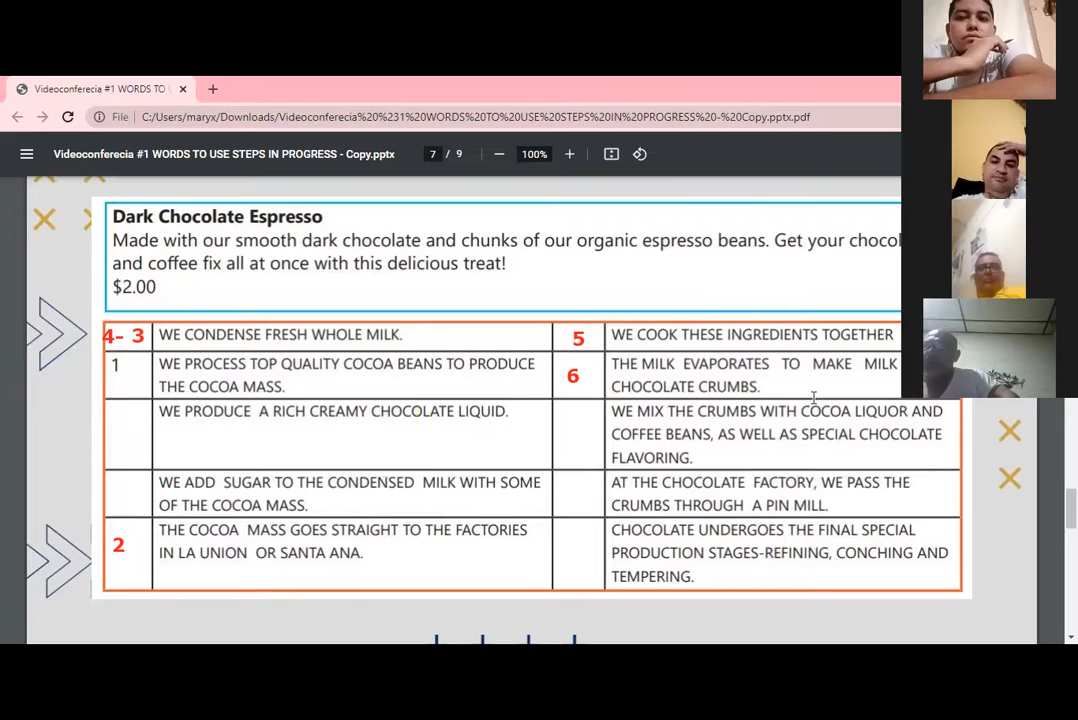 Videoconferecia #1 WORDS TO
File
C:/Users/maryx/Downloads/Videoconferecia%20%231%20WORDS%20TO%20USE%20STEPS%20IN%20PROGRESS%20-%20Copy.pptx.pdf
Videoconferecia #1 WORDS TO USE STEPS IN PROGRESS - Copy.pptx
7 / 9
100%
Dark Chocolate Espresso
Made with our smooth dark chocolate and chunks of our organic espresso beans. Get your chocol
and coffee fix all at once with this delicious treat!
$2.00
4- 3 WE CONDENSE FRESH WHOLE MILK.
5 WE COOK THESE INGREDIENTS TOGETHER
1 WE PROCESS TOP QUALITY COCOA BEANS TO PRODUCE
THE COCOA MASS.
6 THE MILK EVAPORATES TO MAKE MILK
CHOCOLATE CRUMBS.
WE PRODUCE A RICH CREAMY CHOCOLATE LIQUID.
WE MIX THE CRUMBS WITH COCOA LIQUOR AND
COFFEE BEANS, AS WELL AS SPECIAL CHOCOLATE
FLAVORING.
WE ADD SUGAR TO THE CONDENSED MILK WITH SOME
OF THE COCOA MASS.
AT THE CHOCOLATE FACTORY, WE PASS THE
CRUMBS THROUGH A PIN MILL.
2 THE COCOA MASS GOES STRAIGHT TO THE FACTORIES
IN LA UNION OR SANTA ANA.
CHOCOLATE UNDERGOES THE FINAL SPECIAL
PRODUCTION STAGES-REFINING, CONCHING AND
TEMPERING.